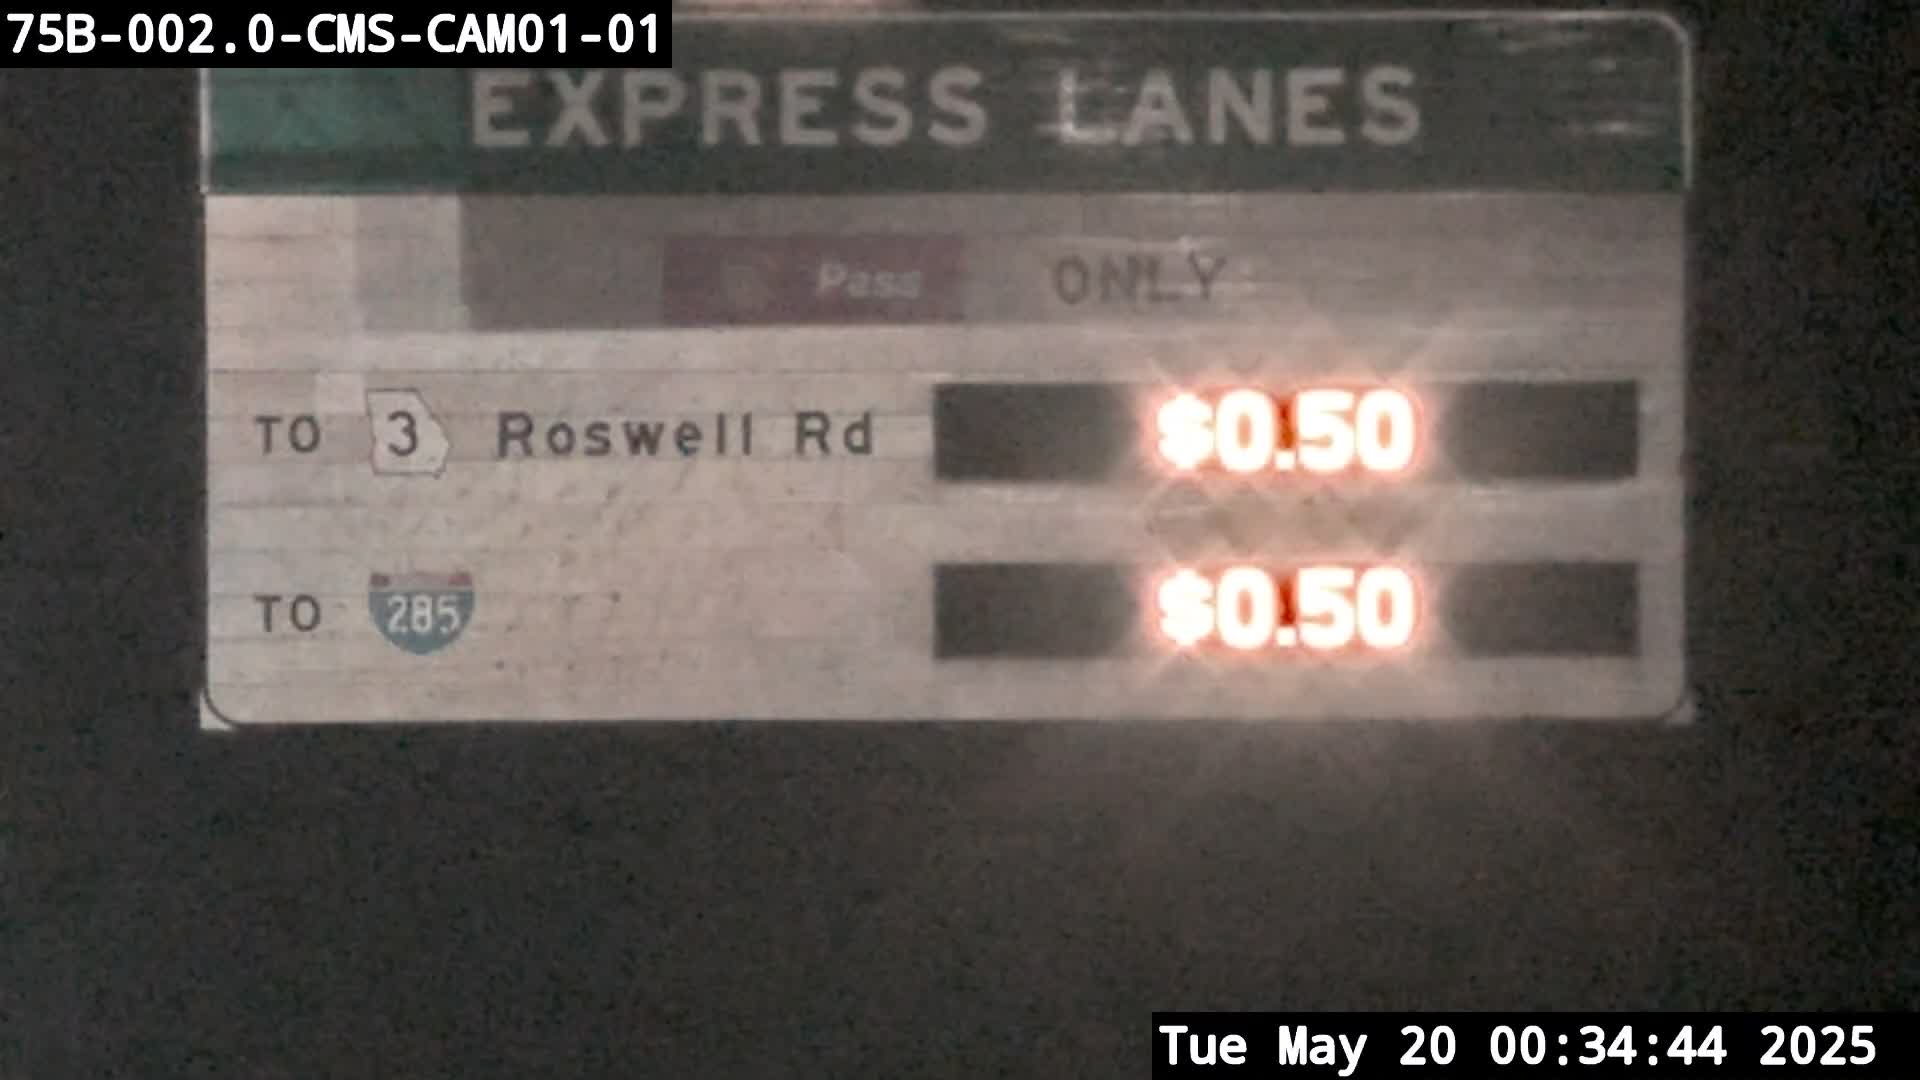 75B-002.0-CMS-CAM01-01
EXPRESS LANES
Pass ONLY
TO 3 Roswell Rd $0.50
TO 285 $0.50
Tue May 20 00:34:44 2025